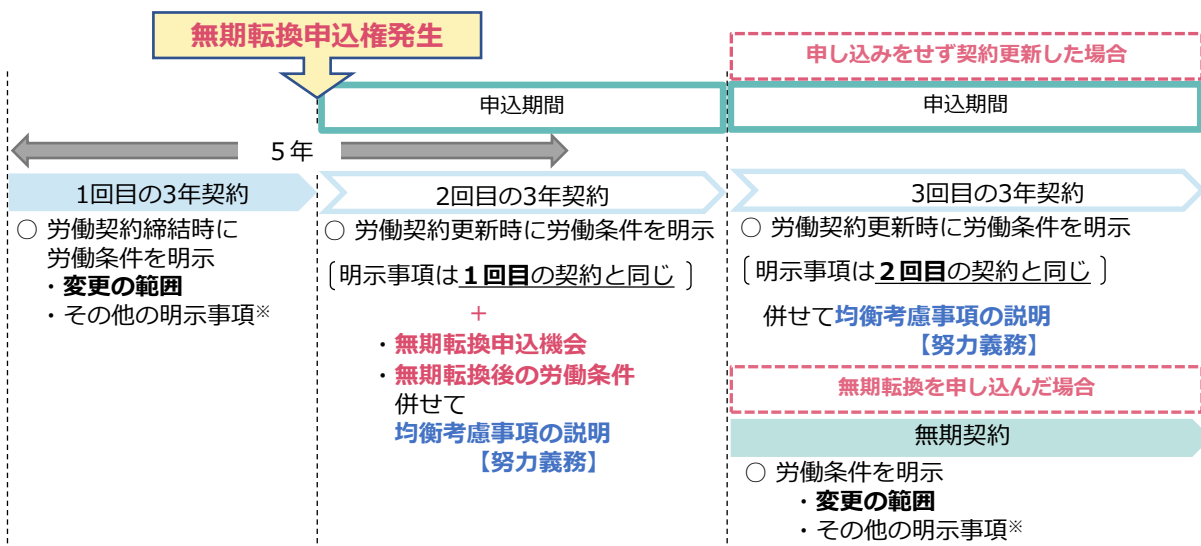 無期転換申込権発生
申し込みをせず契約更新した場合
申込期間
申込期間
5年
1回目の3年契約
2回目の3年契約
3回目の3年契約
○ 労働契約締結時に
労働条件を明示
・変更の範囲
・その他の明示事項※
○ 労働契約更新時に労働条件を明示
〔明示事項は1回目の契約と同じ〕
+
・無期転換申込機会
・無期転換後の労働条件
併せて
均衡考慮事項の説明
【努力義務】
○ 労働契約更新時に労働条件を明示
〔明示事項は2回目の契約と同じ〕
併せて均衡考慮事項の説明
【努力義務】
無期転換を申し込んだ場合
無期契約
○ 労働条件を明示
・変更の範囲
・その他の明示事項※